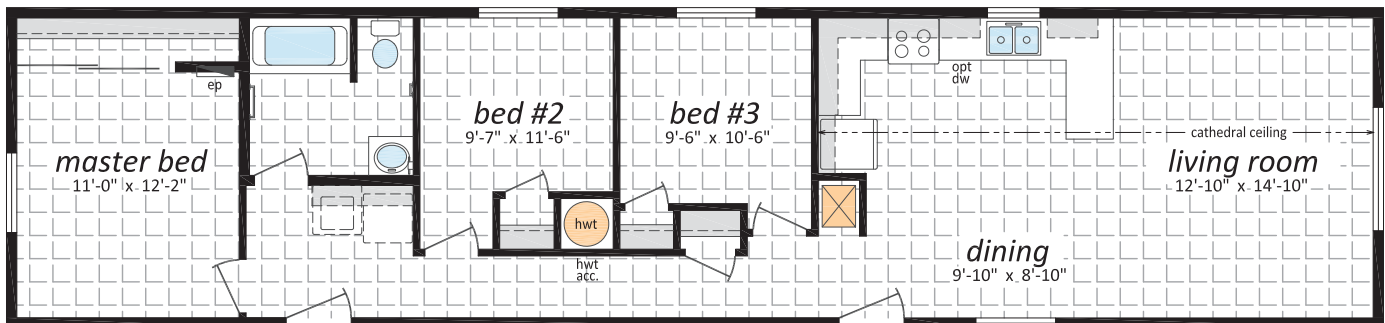 ep
master bed
11'-0" x 12'-2"
bed #2
9'-7" x 11'-6"
hwt
hwt
acc.
bed #3
9'-6" x 10'-6"
opt
dw
cathedral ceiling
living room
12'-10" x 14'-10"
dining
9'-10" x 8'-10"